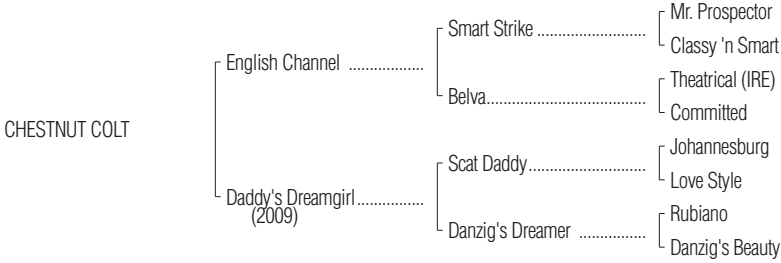 Mr. Prospector
Smart Strike ..........................
Classy 'n Smart
English Channel ..................
Theatrical (IRE)
Belva......................................
Committed
CHESTNUT COLT
Johannesburg
Scat Daddy............................
Love Style
Daddy's Dreamgirl................
(2009)
Rubiano
Danzig's Dreamer ................
Danzig's Beauty